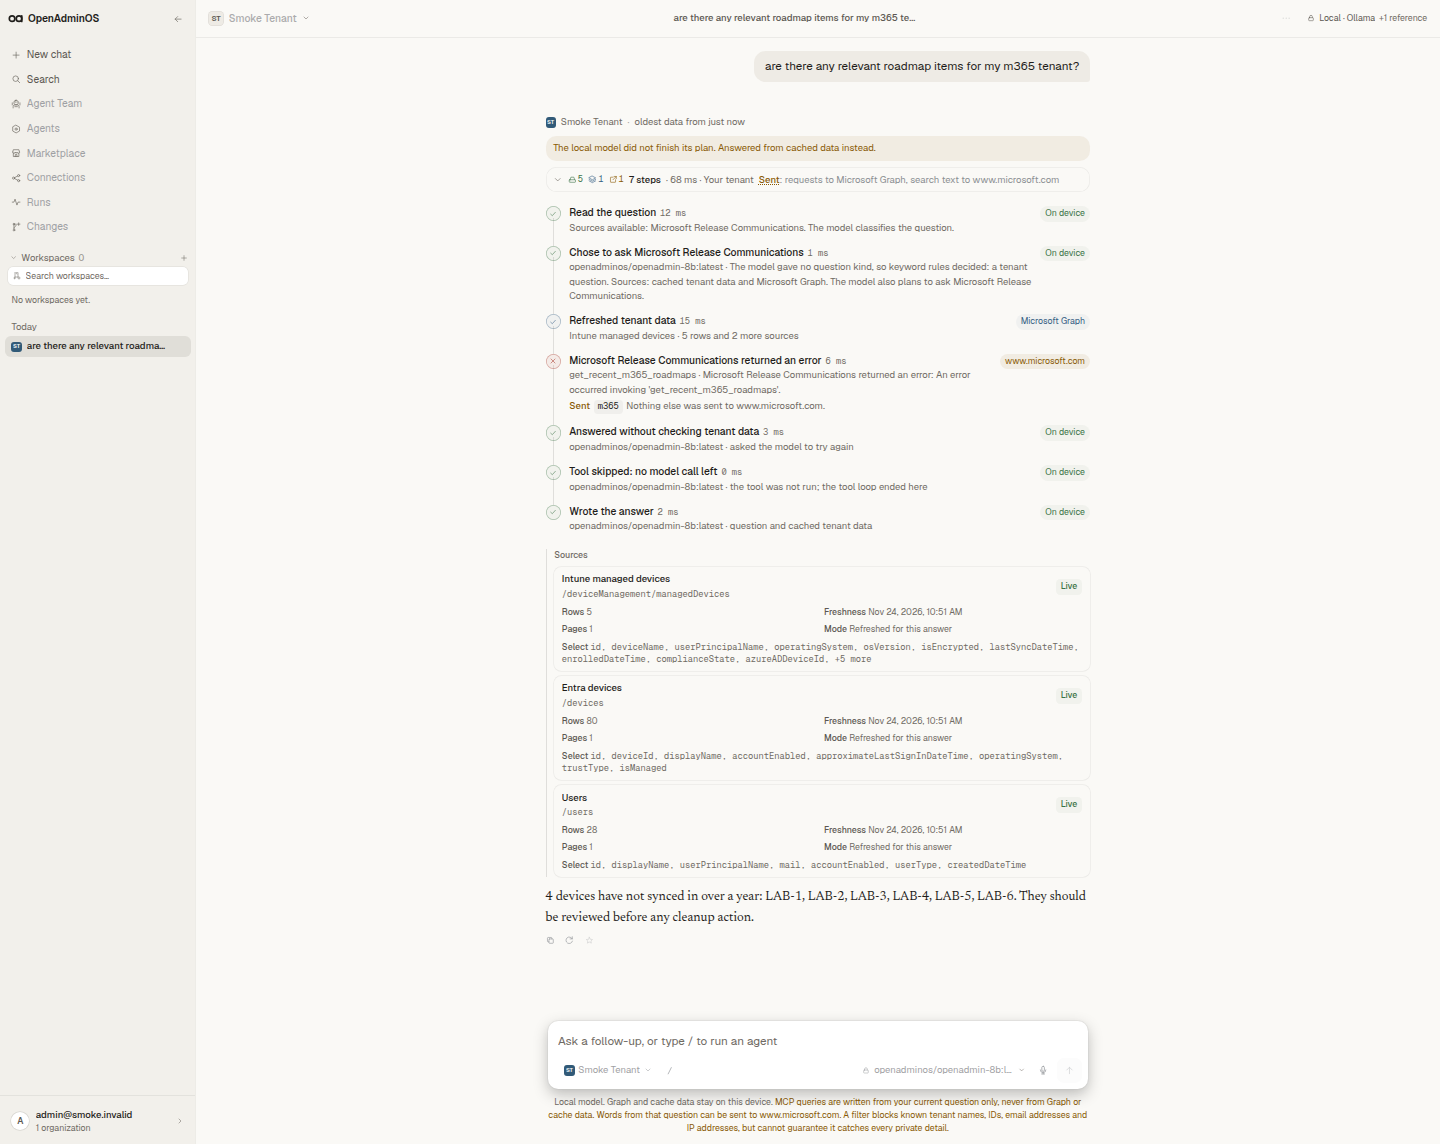 OpenAdminOS
New chat
Search
Agent Team
Agents
Marketplace
Connections
Runs
Changes
Workspaces 0
Search workspaces...
No workspaces yet.
Today
ST are there any relevant roadma...
A
admin@smoke.invalid
1 organization
ST Smoke Tenant
are there any relevant roadmap items for my m365 te...
Local · Ollama +1 reference
are there any relevant roadmap items for my m365 tenant?
ST Smoke Tenant · oldest data from just now
The local model did not finish its plan. Answered from cached data instead.
5 1 1 7 steps · 68 ms · Your tenant Sent: requests to Microsoft Graph, search text to www.microsoft.com
Read the question 12 ms
On device
Sources available: Microsoft Release Communications. The model classifies the question.
Chose to ask Microsoft Release Communications 1 ms
On device
openadminos/openadmin-8b:latest · The model gave no question kind, so keyword rules decided: a tenant
question. Sources: cached tenant data and Microsoft Graph. The model also plans to ask Microsoft Release
Communications.
Refreshed tenant data 15 ms
Microsoft Graph
Intune managed devices · 5 rows and 2 more sources
Microsoft Release Communications returned an error 6 ms
www.microsoft.com
get_recent_m365_roadmaps · Microsoft Release Communications returned an error: An error
occurred invoking 'get_recent_m365_roadmaps'.
Sent m365 Nothing else was sent to www.microsoft.com.
Answered without checking tenant data 3 ms
On device
openadminos/openadmin-8b:latest · asked the model to try again
Tool skipped: no model call left 0 ms
On device
openadminos/openadmin-8b:latest · the tool was not run; the tool loop ended here
Wrote the answer 2 ms
On device
openadminos/openadmin-8b:latest · question and cached tenant data
Sources
Intune managed devices
Live
/deviceManagement/managedDevices
Rows 5
Freshness Nov 24, 2026, 10:51 AM
Pages 1
Mode Refreshed for this answer
Select id, deviceName, userPrincipalName, operatingSystem, osVersion, isEncrypted, lastSyncDateTime,
enrolledDateTime, complianceState, azureADDeviceId, +5 more
Entra devices
Live
/devices
Rows 80
Freshness Nov 24, 2026, 10:51 AM
Pages 1
Mode Refreshed for this answer
Select id, deviceId, displayName, accountEnabled, approximateLastSignInDateTime, operatingSystem,
trustType, isManaged
Users
Live
/users
Rows 28
Freshness Nov 24, 2026, 10:51 AM
Pages 1
Mode Refreshed for this answer
Select id, displayName, userPrincipalName, mail, accountEnabled, userType, createdDateTime
4 devices have not synced in over a year: LAB-1, LAB-2, LAB-3, LAB-4, LAB-5, LAB-6. They should
be reviewed before any cleanup action.
Ask a follow-up, or type / to run an agent
ST Smoke Tenant
/
openadminos/openadmin-8b:l...
Local model. Graph and cache data stay on this device. MCP queries are written from your current question only, never from Graph or
cache data. Words from that question can be sent to www.microsoft.com. A filter blocks known tenant names, IDs, email addresses and
IP addresses, but cannot guarantee it catches every private detail.